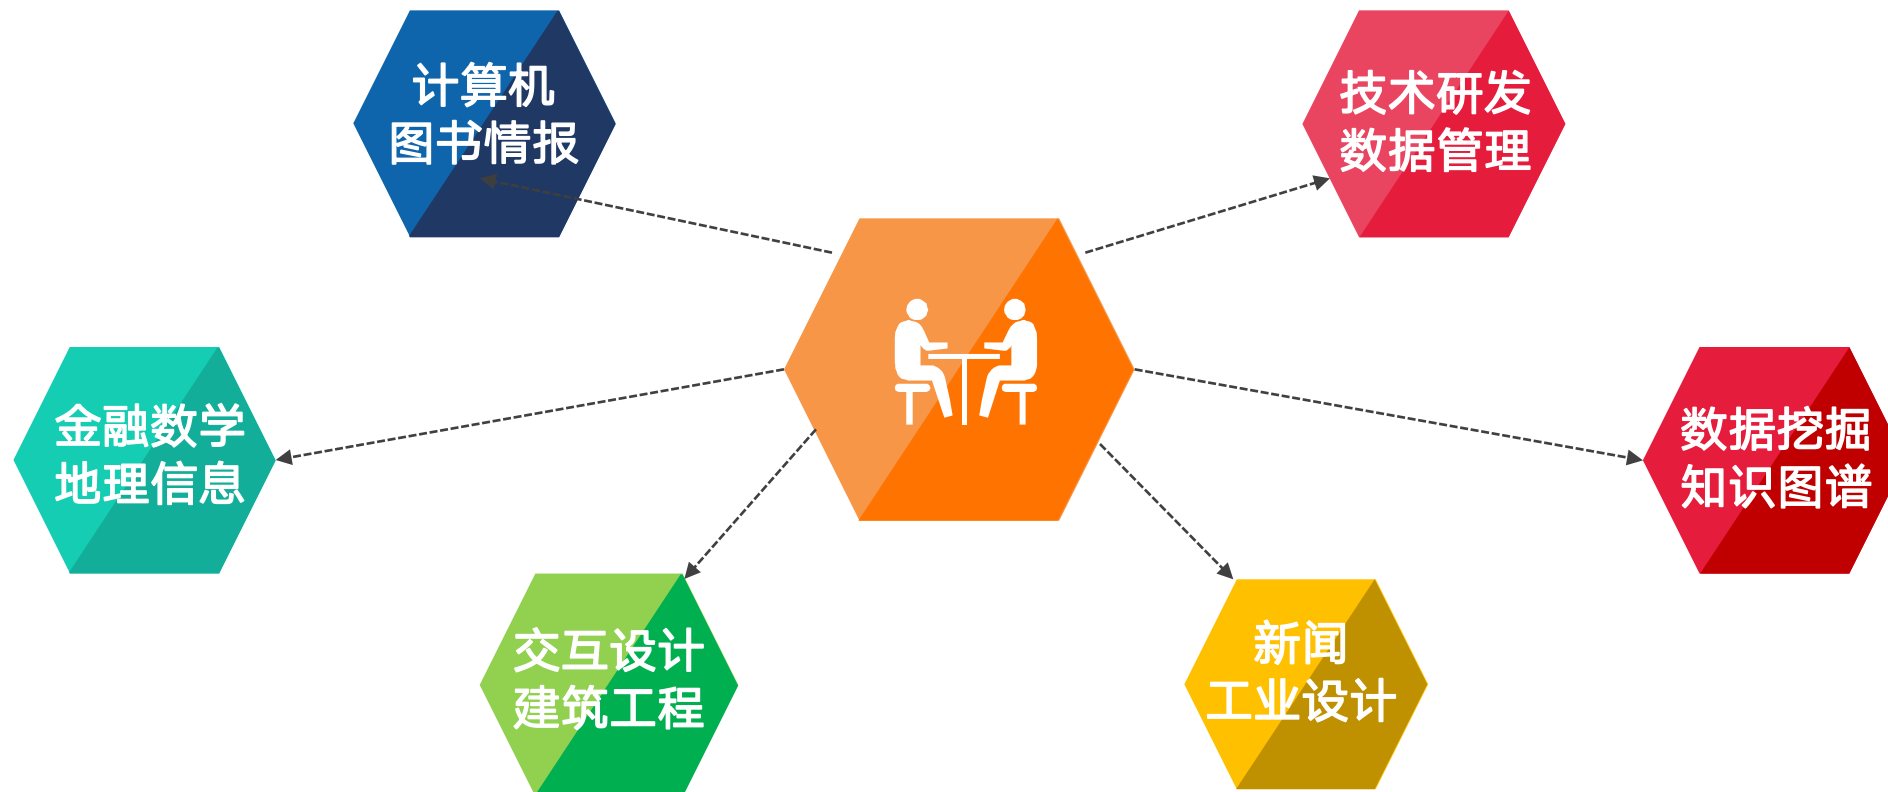 计算机
图书情报
技术研发
数据管理
金融数学
地理信息
数据挖掘
知识图谱
交互设计
建筑工程
新闻
工业设计